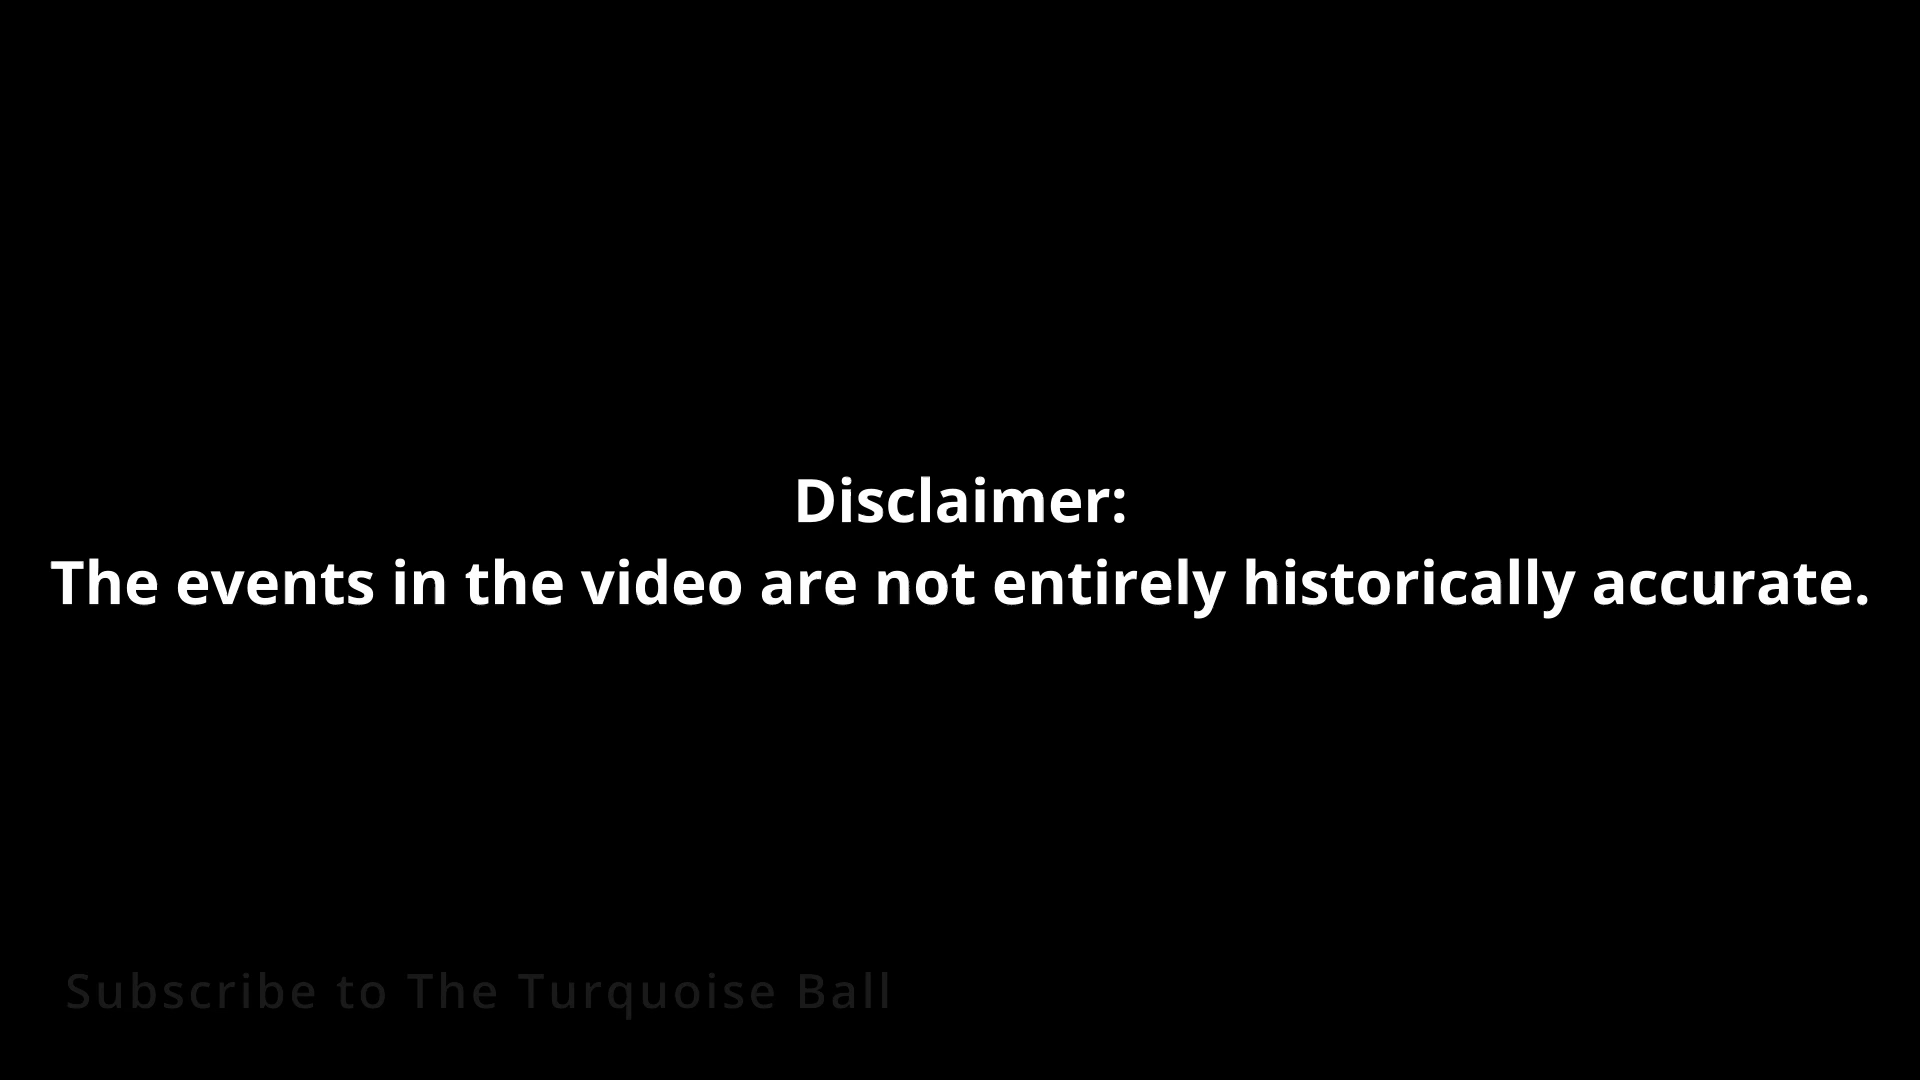 Disclaimer:
The events in the video are not entirely historically accurate.
Subscribe to The Turquoise Ball